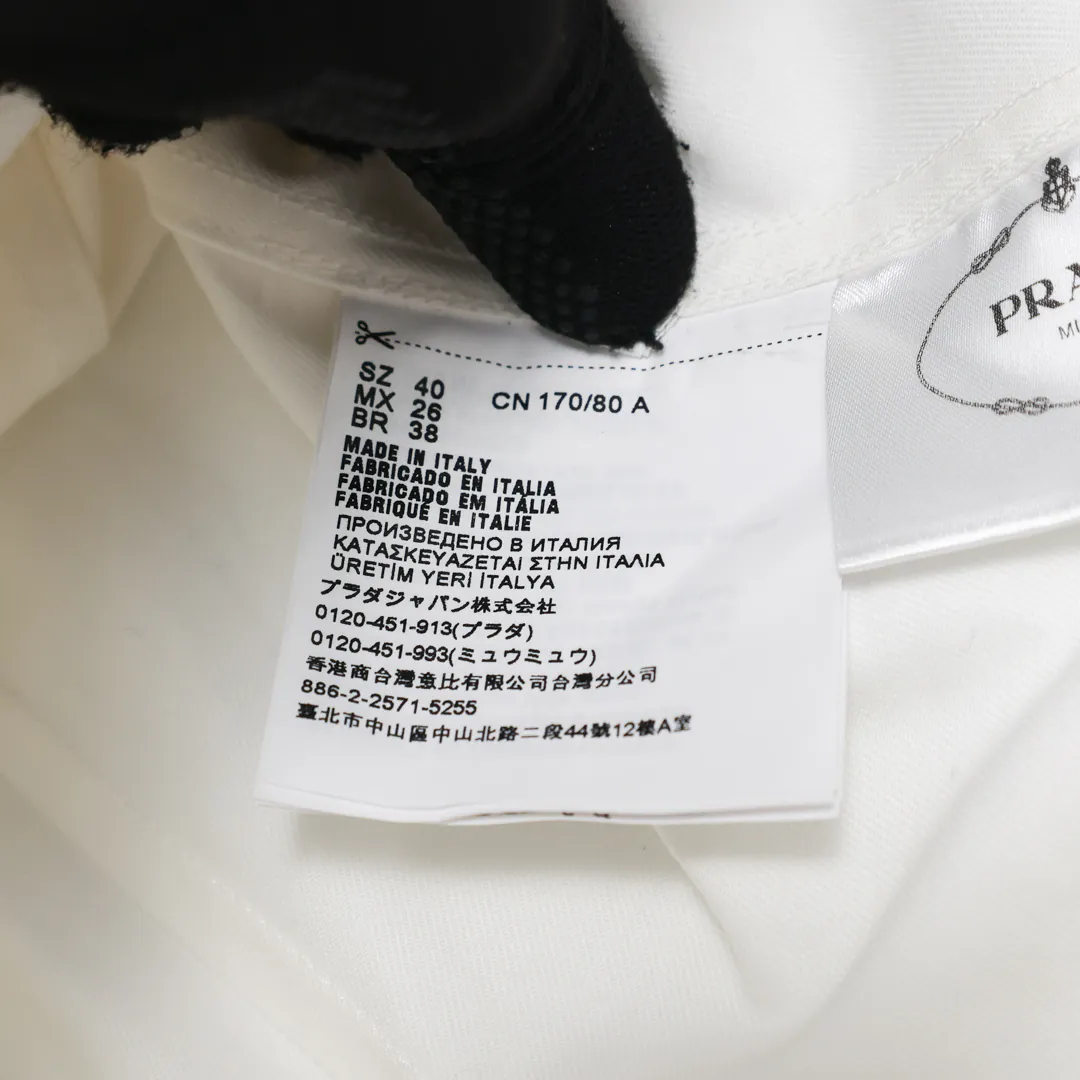 SZ 40
MX 26
BR 38
CN 170/80 A
MADE IN ITALY
FABRICADO EN ITALIA
FABRICADO EM ITÁLIA
FABRIQUÉ EN ITALIE
ПРОИЗВЕДЕНО В ИТАЛИЯ
ΚΑΤΑΣΚΕΥΑΖΕΤΑΙ ΣΤΗΝ ΙΤΑΛΙΑ
ÜRETİM YERİ İTALYA
プラダジャパン株式会社
0120-451-913(プラダ)
0120-451-993(ミュウミュウ)
香港商台灣意比有限公司台灣分公司
886-2-2571-5255
臺北市中山區中山北路二段44號12樓A室